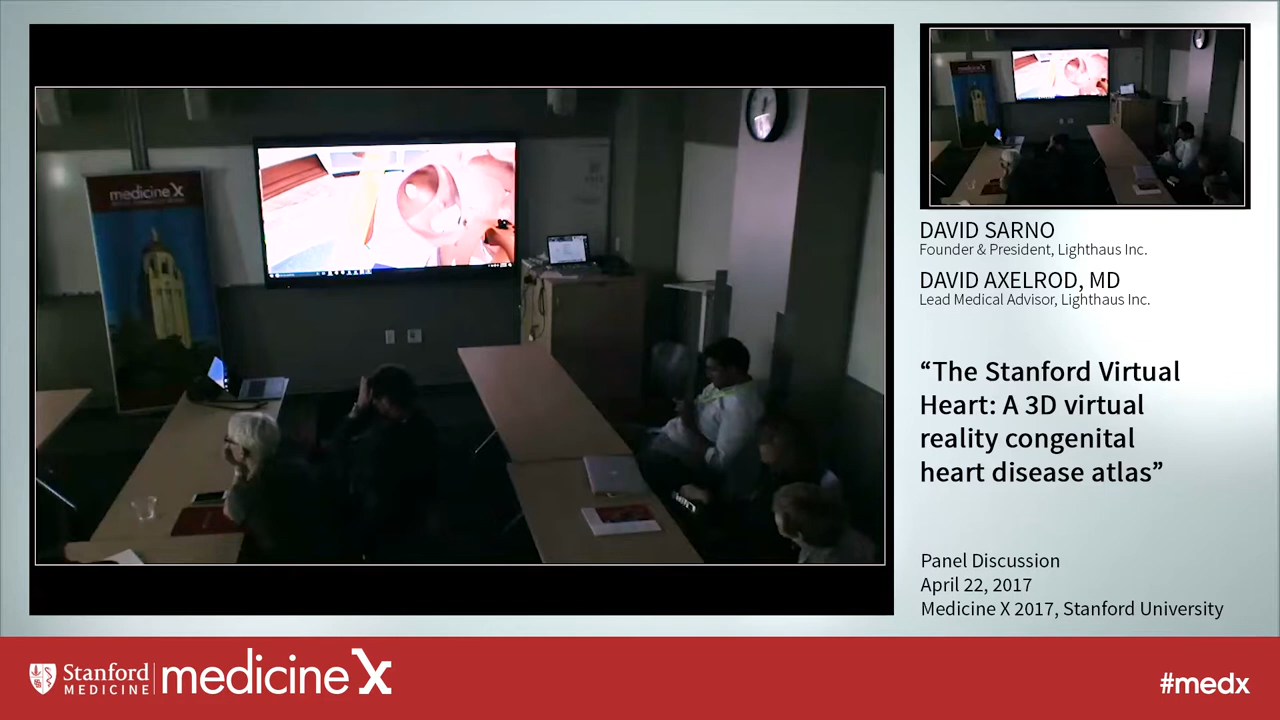 medicine X
DAVID SARNO
Founder & President, Lighthaus Inc.
DAVID AXELROD, MD
Lead Medical Advisor, Lighthaus Inc.
“The Stanford Virtual
Heart: A 3D virtual
reality congenital
heart disease atlas”
Panel Discussion
April 22, 2017
Medicine X 2017, Stanford University
Stanford
MEDICINE
medicine X
#medx